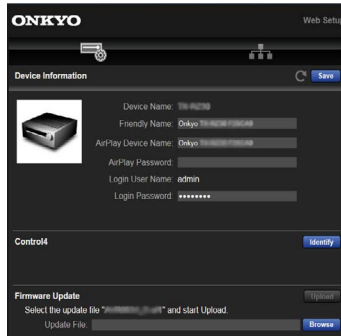 ONKYO
Web Setu
Device Information
Save
Device Name:
Friendly Name: Onkyo
AirPlay Device Name: Onkyo
AirPlay Password:
Login User Name: admin
Login Password: ••••••••
Control4
Identify
Firmware Update
Upload
Select the update file " " and start Upload.
Update File:
Browse